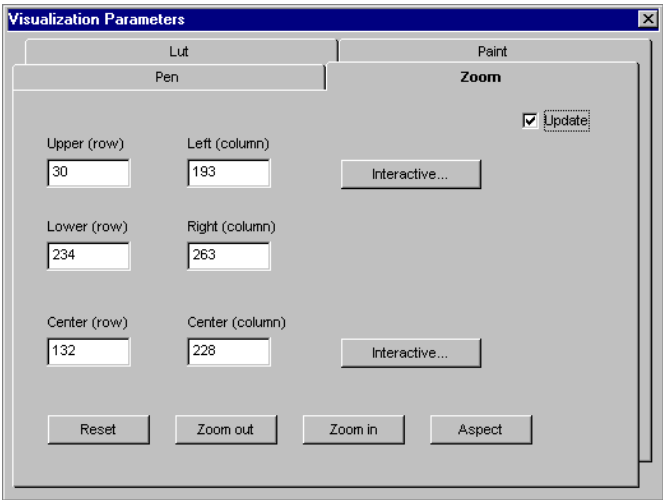 Visualization Parameters
Lut Paint
Pen Zoom
Update
Upper (row) Left (column)
30 193 Interactive...
Lower (row) Right (column)
234 263
Center (row) Center (column)
132 228 Interactive...
Reset Zoom out Zoom in Aspect